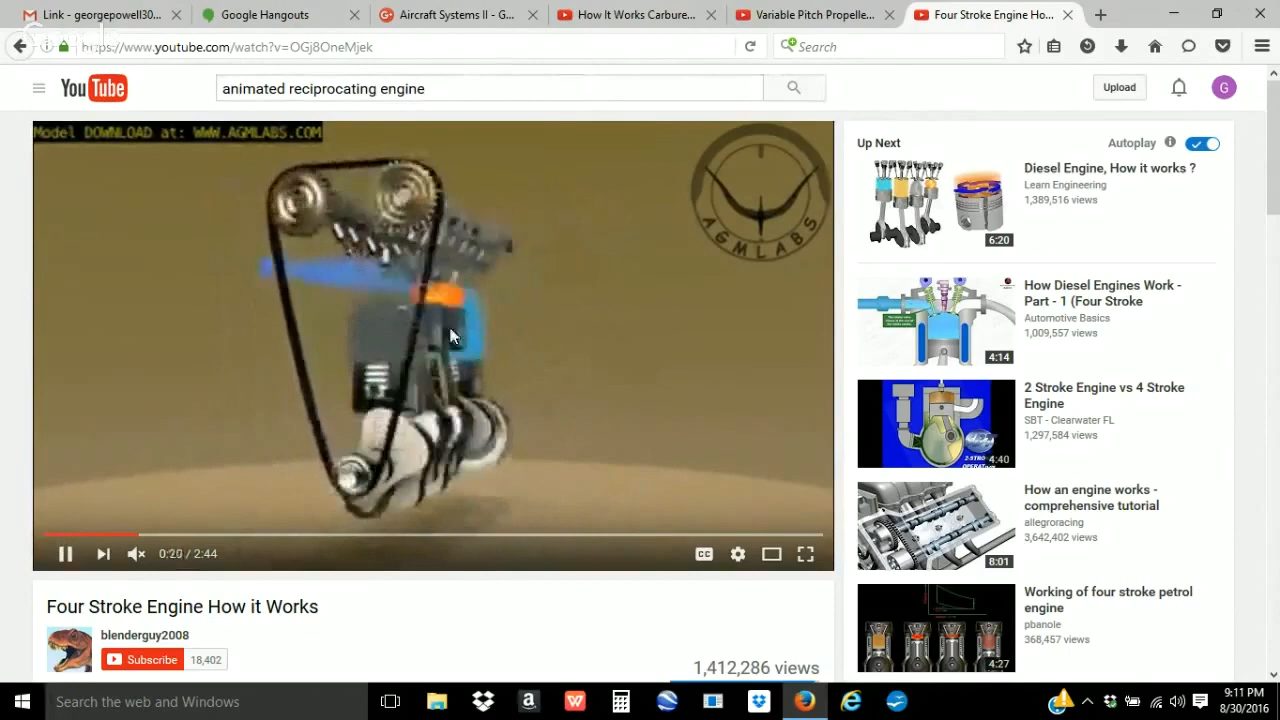 Link - gergpowell30...
Google Hangouts
Aircraft Systems II - G...
How It Works Carbure...
Variable Pitch Propelle...
Four Stroke Engine Ho...
https://www.youtube.com/watch?v=OGj8OneMjek
Search
YouTube
animated reciprocating engine
Upload
G
Model DOWNLOAD at: WWW.AGMLABS.COM
AGMLABS
0:20 / 2:44
CC
Four Stroke Engine How it Works
blenderguy2008
Subscribe 18,402
1,412,286 views
Up Next
Autoplay
Diesel Engine, How it works ?
Learn Engineering
1,389,516 views
6:20
How Diesel Engines Work -
Part - 1 (Four Stroke
Automotive Basics
1,009,557 views
4:14
2 Stroke Engine vs 4 Stroke
Engine
SBT - Clearwater FL
1,297,584 views
4:40
How an engine works -
comprehensive tutorial
allegroracing
3,642,402 views
8:01
Working of four stroke petrol
engine
pbanole
368,457 views
4:27
Search the web and Windows
9:11 PM
8/30/2016